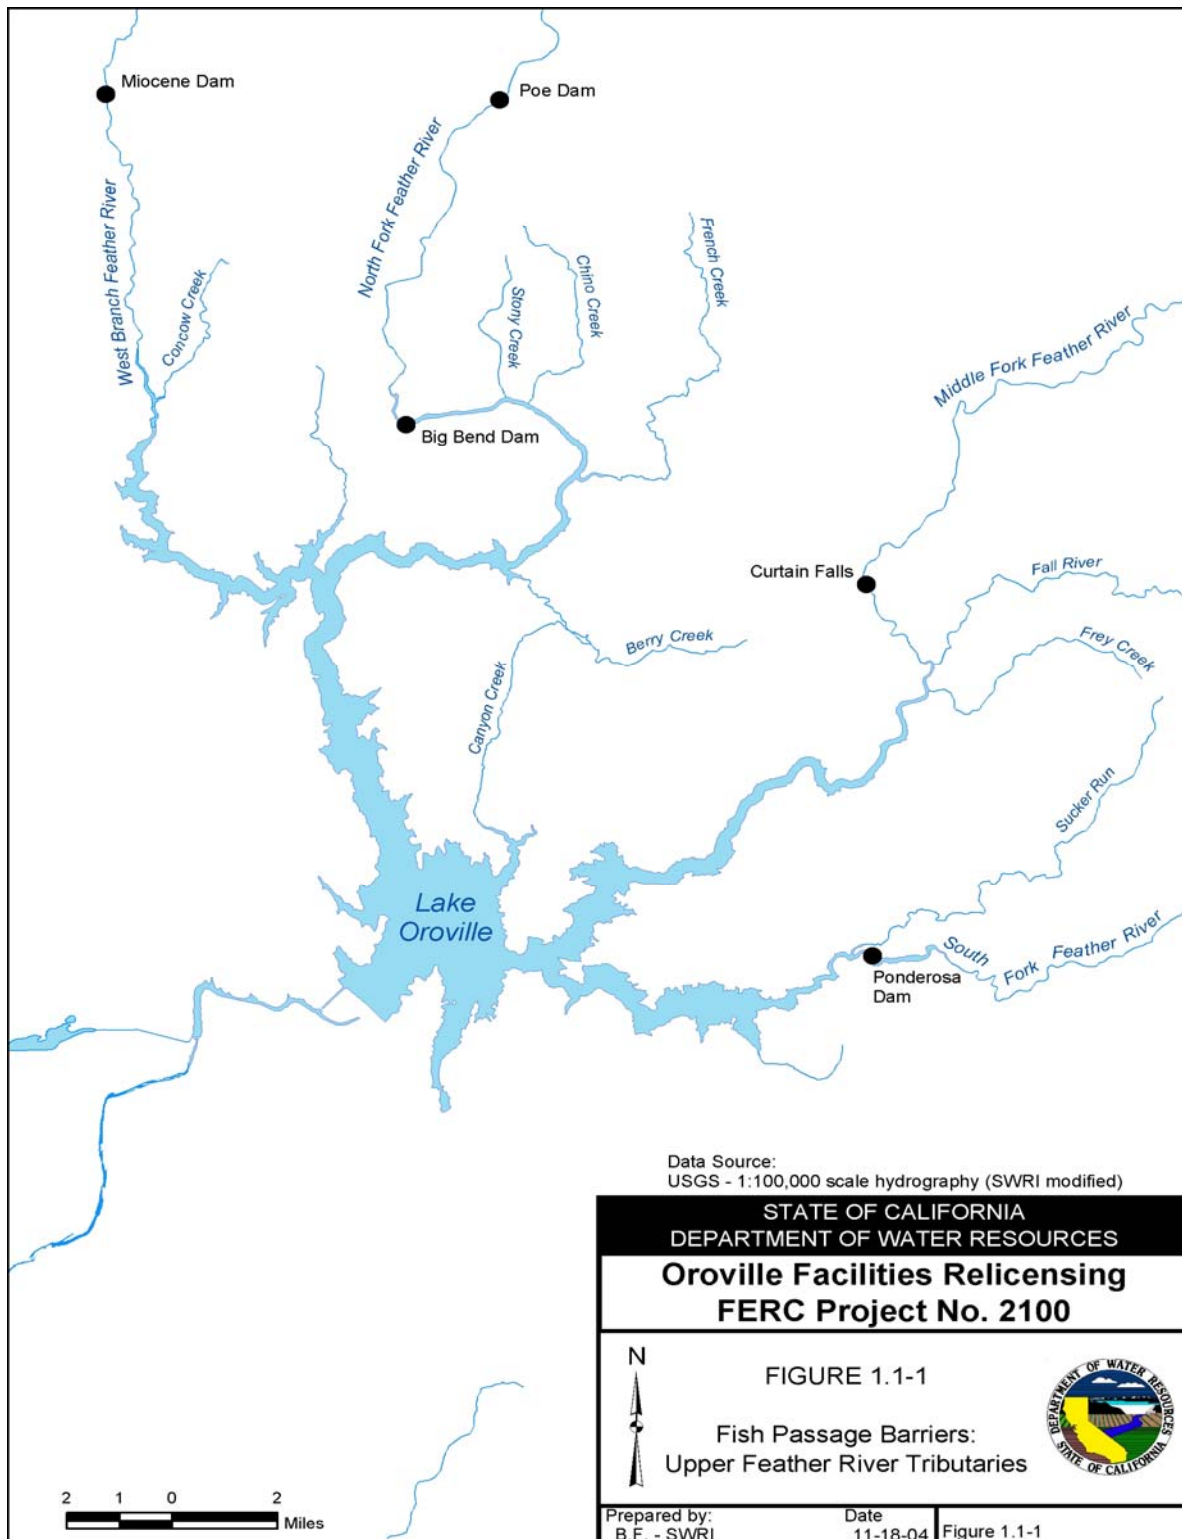 Miocene Dam
Poe Dam
West Branch Feather River
Concow Creek
North Fork Feather River
Stony Creek
Chino Creek
French Creek
Middle Fork Feather River
Big Bend Dam
Curtain Falls
Fall River
Frey Creek
Berry Creek
Canyon Creek
Sucker Run
Lake
Oroville
South Fork Feather River
Ponderosa
Dam
Data Source:
USGS - 1:100,000 scale hydrography (SWRI modified)
STATE OF CALIFORNIA
DEPARTMENT OF WATER RESOURCES
Oroville Facilities Relicensing
FERC Project No. 2100
N
FIGURE 1.1-1
Fish Passage Barriers:
Upper Feather River Tributaries
DEPARTMENT OF WATER RESOURCES
STATE OF CALIFORNIA
2 1 0 2
Miles
Prepared by:
B.E. - SWRI
Date
11-18-04
Figure 1.1-1